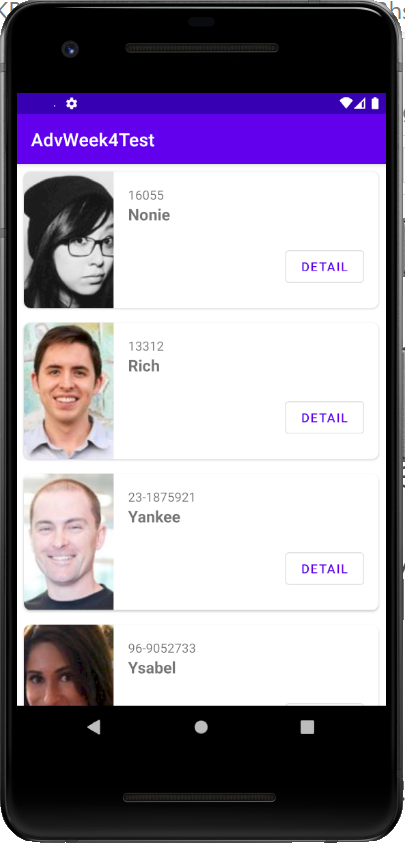 AdvWeek4Test
16055
Nonie
DETAIL
13312
Rich
DETAIL
23-1875921
Yankee
DETAIL
96-9052733
Ysabel